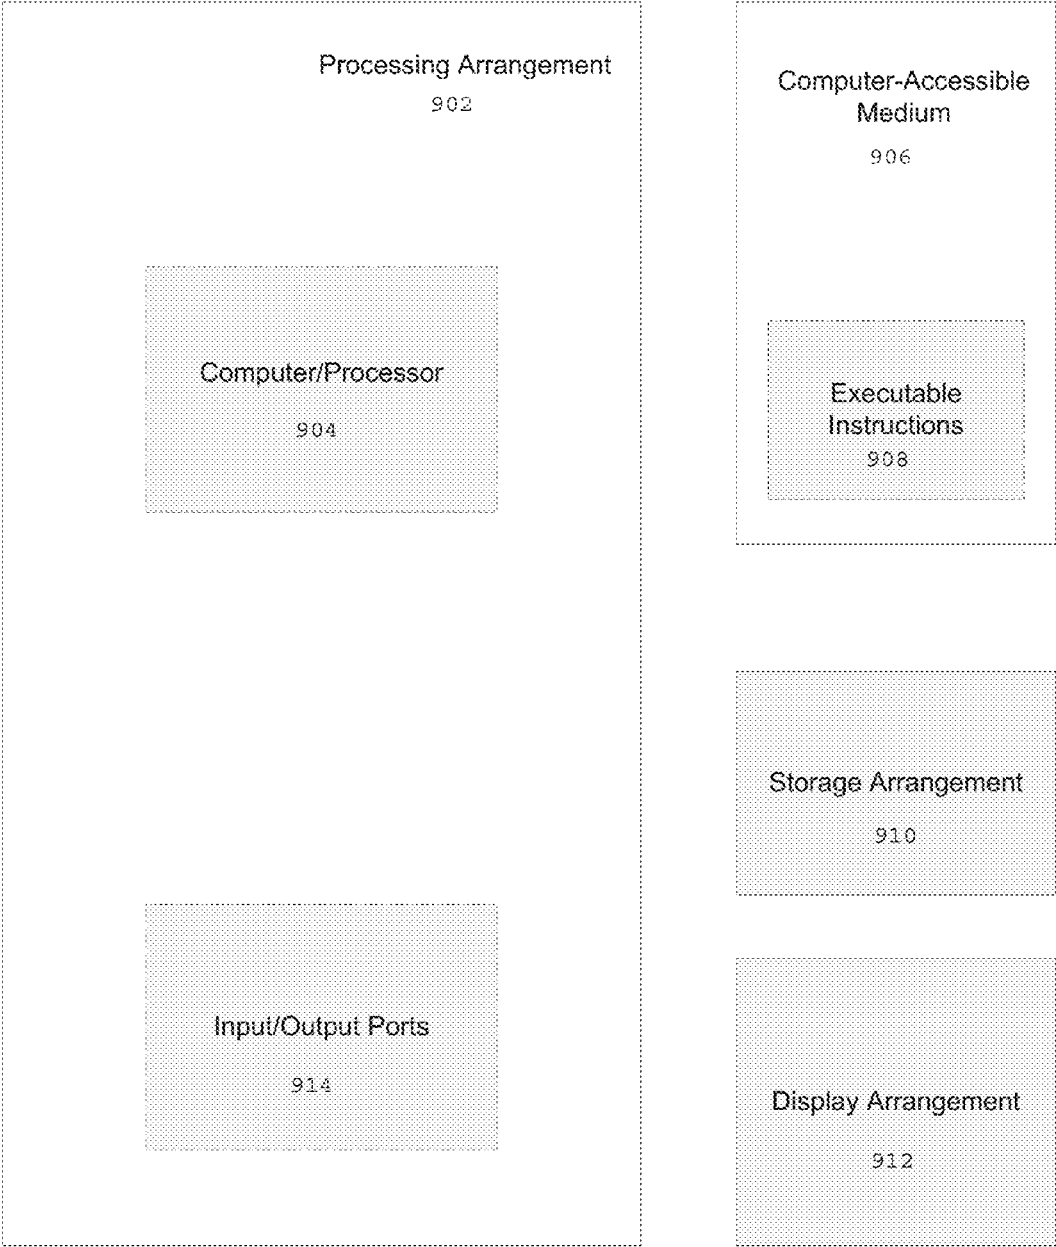 Processing Arrangement
902
Computer/Processor
904
Input/Output Ports
914
Computer-Accessible
Medium
906
Executable
Instructions
908
Storage Arrangement
910
Display Arrangement
912